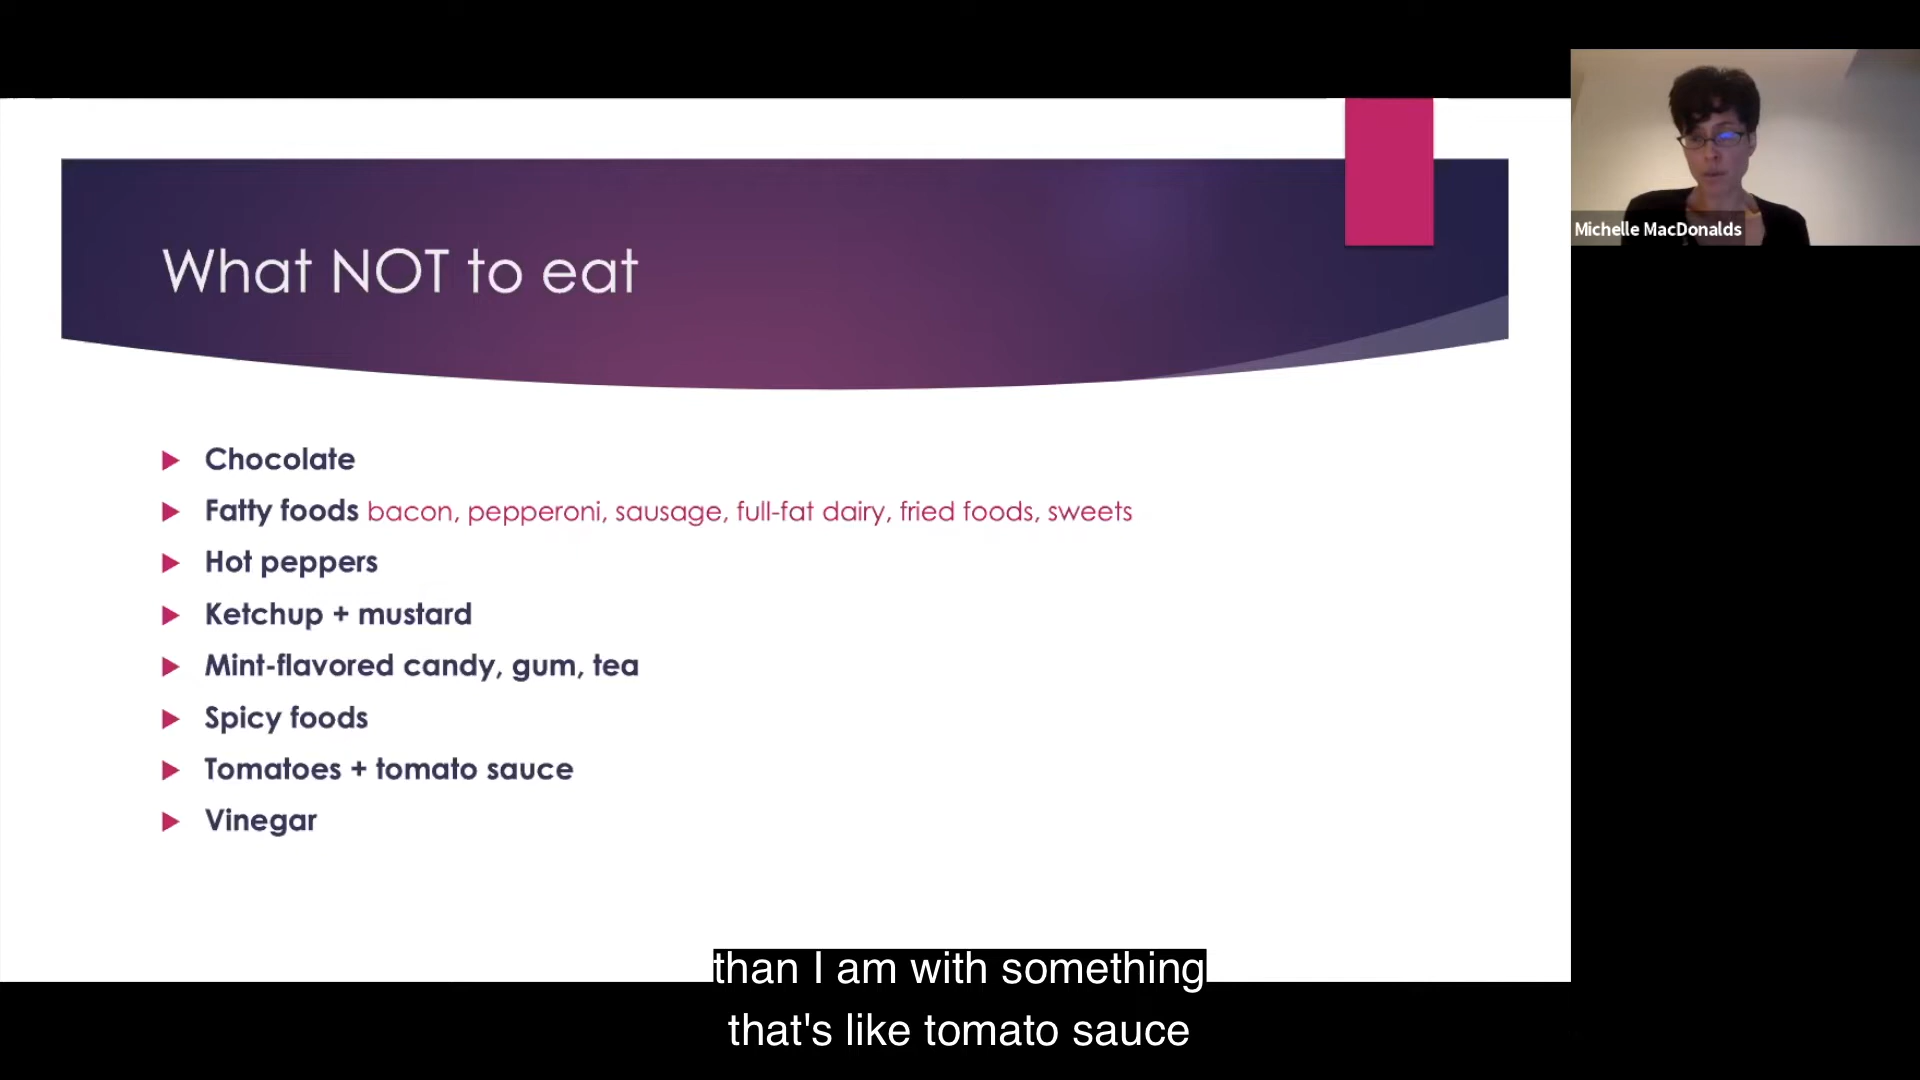 Michelle MacDonalds
What NOT to eat
Chocolate
Fatty foods bacon, pepperoni, sausage, full-fat dairy, fried foods, sweets
Hot peppers
Ketchup + mustard
Mint-flavored candy, gum, tea
Spicy foods
Tomatoes + tomato sauce
Vinegar
than I am with something
that's like tomato sauce